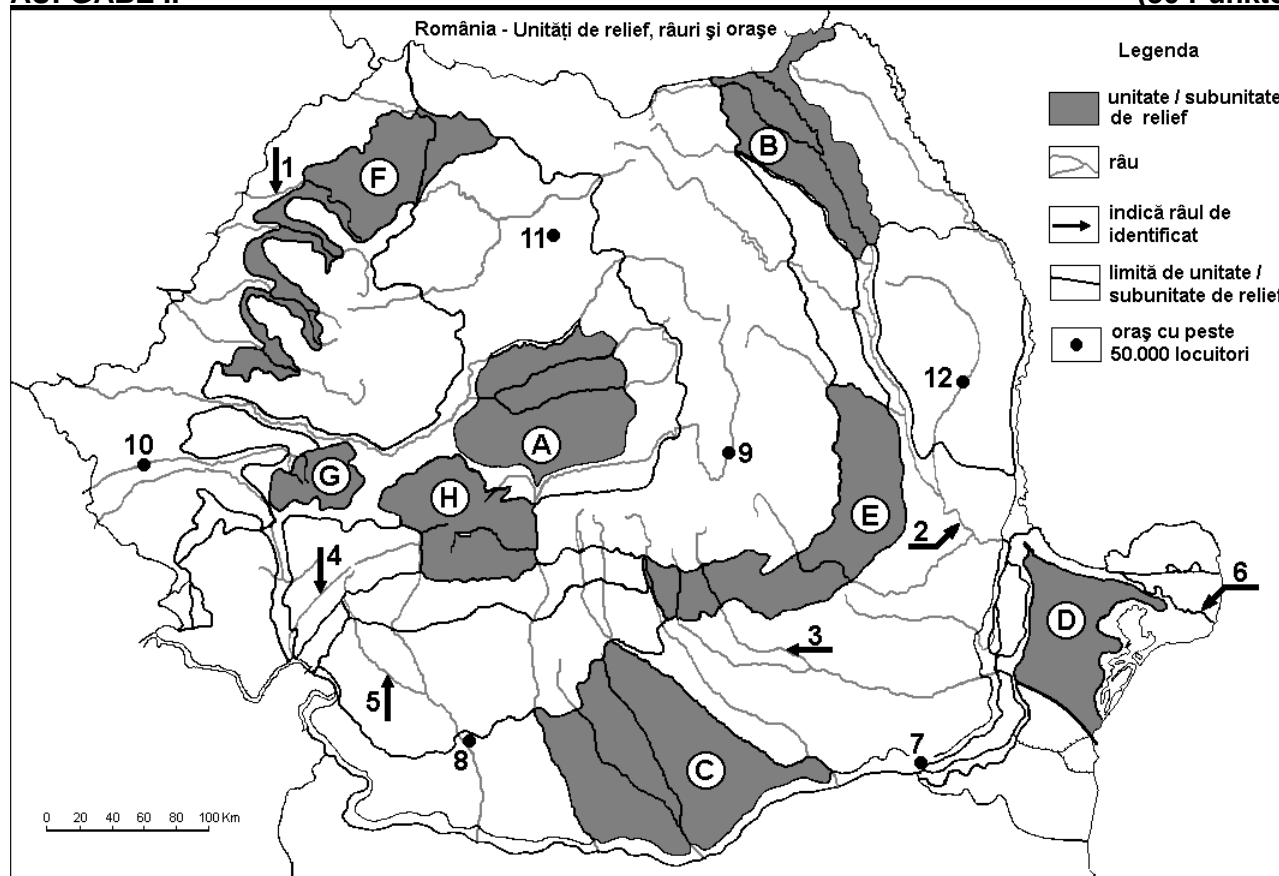 România - Unități de relief, râuri și orașe
Legenda
unitate / subunitate
de relief
râu
indică râul de
identificat
limită de unitate /
subunitate de relief
oraș cu peste
50.000 locuitori
B
F
1
11
12
A
10
9
G
H
E
2
4
6
D
3
5
7
8
C
0 20 40 60 80 100 Km